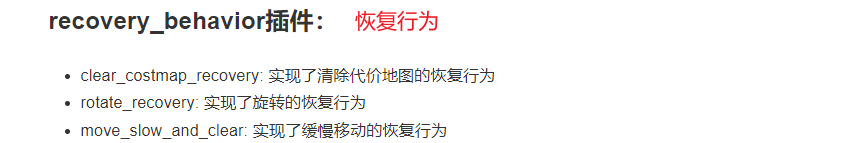 recovery_behavior插件： 恢复行为
clear_costmap_recovery: 实现了清除代价地图的恢复行为
rotate_recovery: 实现了旋转的恢复行为
move_slow_and_clear: 实现了缓慢移动的恢复行为